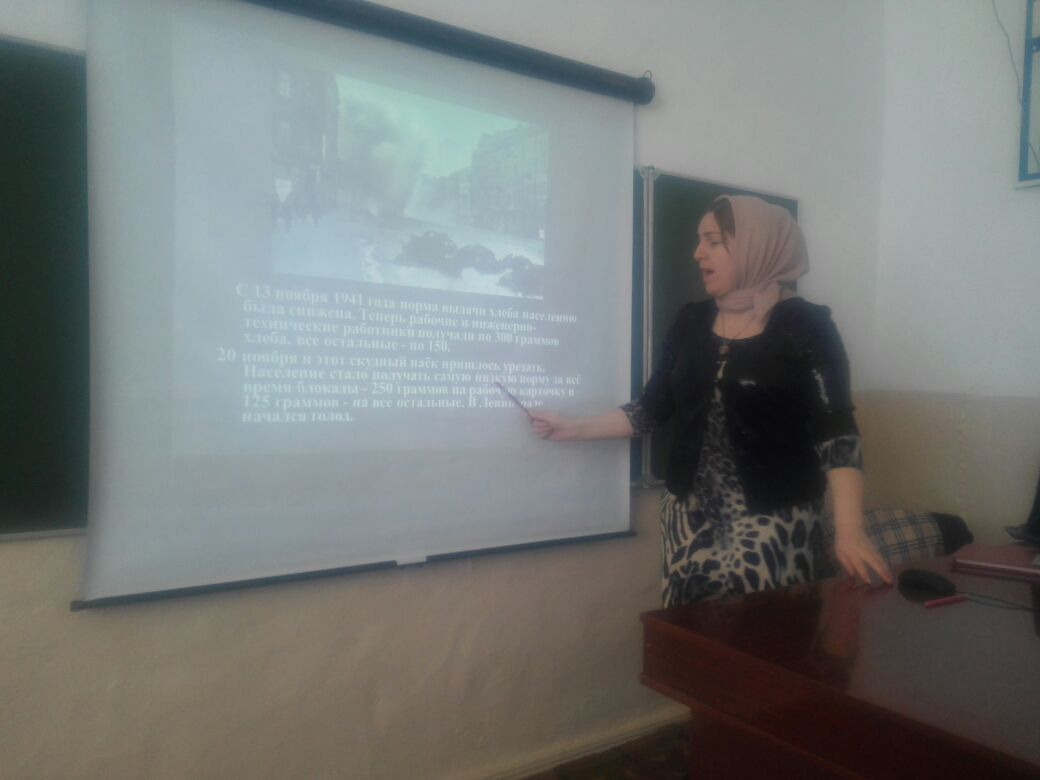 С 13 ноября 1941 года норма выдачи хлеба населению
была снижена. Теперь рабочие и инженерно-
технические работники получали по 300 граммов
хлеба, все остальные - по 150.
20 ноября и этот скудный паёк пришлось урезать.
Население стало получать самую низкую норму за всё
время блокады - 250 граммов на рабочую карточку и
125 граммов - на все остальные. В Ленинграде
начался голод.